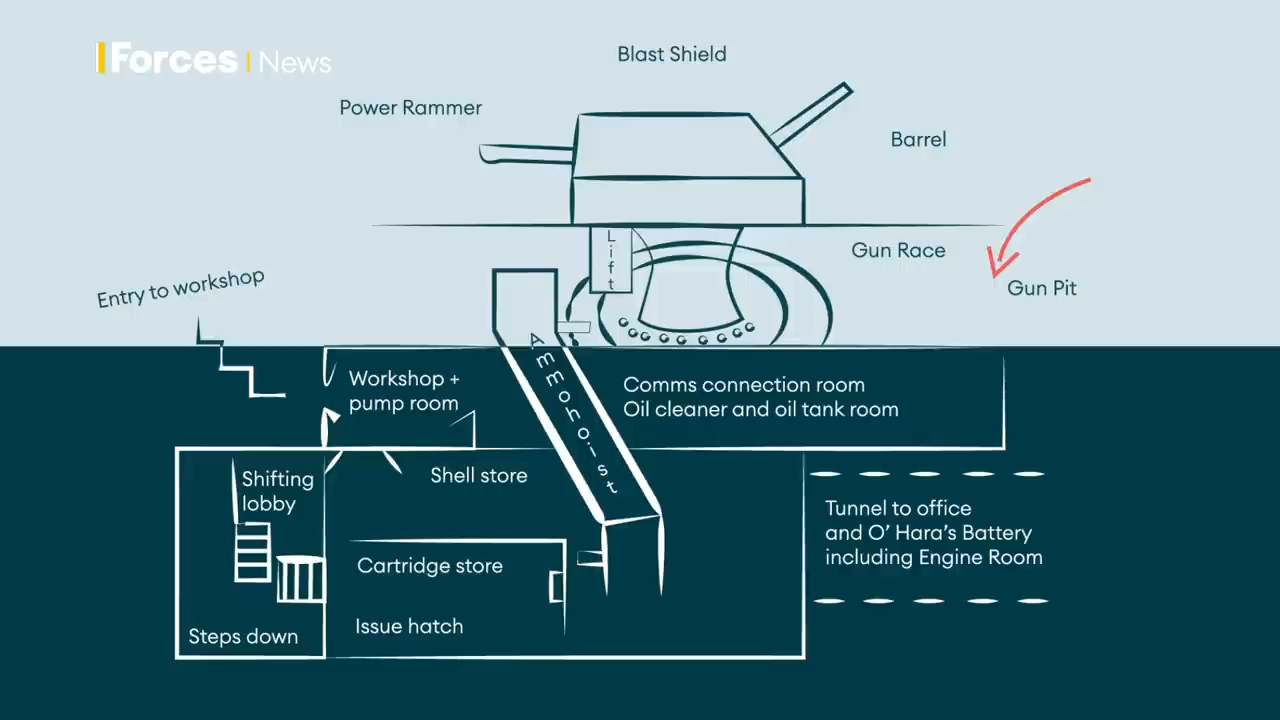 Forces News
Blast Shield
Power Rammer
Barrel
Lift
Gun Race
Entry to workshop
Gun Pit
Ammohoist
Workshop +
pump room
Comms connection room
Oil cleaner and oil tank room
Shifting
lobby
Shell store
Tunnel to office
and O’ Hara’s Battery
including Engine Room
Cartridge store
Issue hatch
Steps down